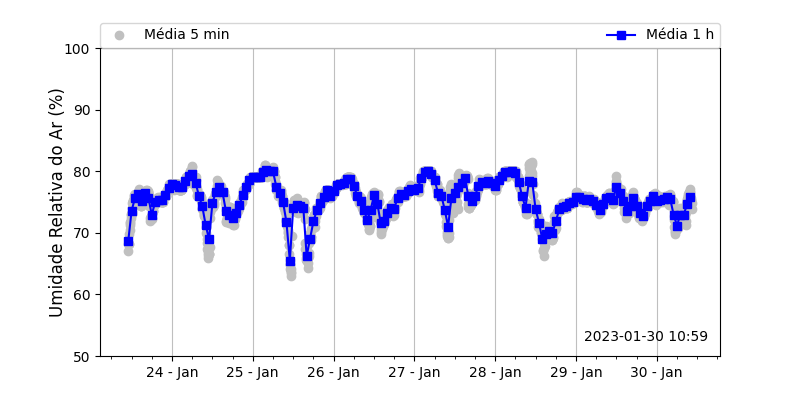 Média 5 min
Média 1 h
Umidade Relativa do Ar (%)
100
90
80
70
60
50
2023-01-30 10:59
24 - Jan
25 - Jan
26 - Jan
27 - Jan
28 - Jan
29 - Jan
30 - Jan